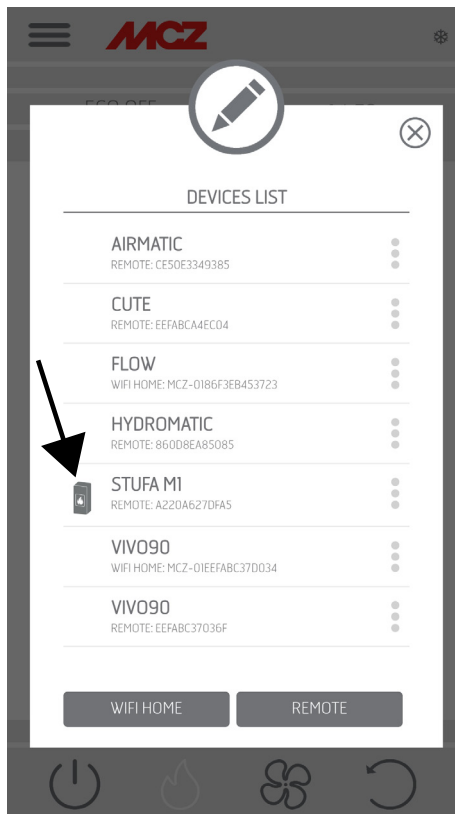 MCZ
DEVICES LIST
AIRMATIC
REMOTE: CE50E3349385
CUTE
REMOTE: EEFABCA4EC04
FLOW
WIFI HOME: MCZ-0186F3EB453723
HYDROMATIC
REMOTE: 860D8EA85085
STUFA M1
REMOTE: A220A627DFA5
VIVO90
WIFI HOME: MCZ-01EEFABC37D034
VIVO90
REMOTE: EEFABC37036F
WIFI HOME
REMOTE